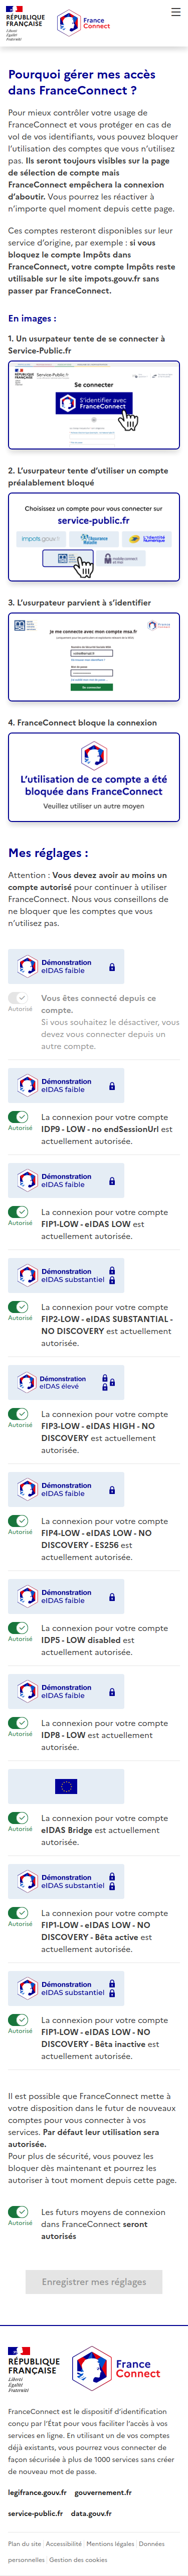 RÉPUBLIQUE
FRANÇAISE
Liberté
Égalité
Fraternité
France
Connect
Pourquoi gérer mes accès
dans FranceConnect ?
Pour mieux contrôler votre usage de
FranceConnect et vous protéger en cas de
vol de vos identifiants, vous pouvez bloquer
l’utilisation des comptes que vous n’utilisez
pas. Ils seront toujours visibles sur la page
de sélection de compte mais
FranceConnect empêchera la connexion
d’aboutir. Vous pourrez les réactiver à
n’importe quel moment depuis cette page.
Ces comptes resteront disponibles sur leur
service d’origine, par exemple : si vous
bloquez le compte Impôts dans
FranceConnect, votre compte Impôts reste
utilisable sur le site impots.gouv.fr sans
passer par FranceConnect.
En images :
1. Un usurpateur tente de se connecter à
Service-Public.fr
RÉPUBLIQUE
FRANÇAISE
Service-Public.fr
Se connecter
S’identifier avec
FranceConnect
2. L’usurpateur tente d’utiliser un compte
préalablement bloqué
Choisissez un compte pour vous connecter sur
service-public.fr
impots.gouv.fr
l’Assurance
Maladie
L’Identité
Numérique
mobile connect
et moi
3. L’usurpateur parvient à s’identifier
Je me connecte avec mon compte msa.fr
Se connecter
4. FranceConnect bloque la connexion
L’utilisation de ce compte a été
bloquée dans FranceConnect
Veuillez utiliser un autre moyen
Mes réglages :
Attention : Vous devez avoir au moins un
compte autorisé pour continuer à utiliser
FranceConnect. Nous vous conseillons de
ne bloquer que les comptes que vous
n’utilisez pas.
Démonstration
eIDAS faible
Autorisé
Vous êtes connecté depuis ce
compte.
Si vous souhaitez le désactiver, vous
devez vous connecter depuis un
autre compte.
Démonstration
eIDAS faible
Autorisé
La connexion pour votre compte
IDP9 - LOW - no endSessionUrl est
actuellement autorisée.
Démonstration
eIDAS faible
Autorisé
La connexion pour votre compte
FIP1-LOW - eIDAS LOW est
actuellement autorisée.
Démonstration
eIDAS substantiel
Autorisé
La connexion pour votre compte
FIP2-LOW - eIDAS SUBSTANTIAL -
NO DISCOVERY est actuellement
autorisée.
Démonstration
eIDAS élevé
Autorisé
La connexion pour votre compte
FIP3-LOW - eIDAS HIGH - NO
DISCOVERY est actuellement
autorisée.
Démonstration
eIDAS faible
Autorisé
La connexion pour votre compte
FIP4-LOW - eIDAS LOW - NO
DISCOVERY - ES256 est
actuellement autorisée.
Démonstration
eIDAS faible
Autorisé
La connexion pour votre compte
IDP5 - LOW disabled est
actuellement autorisée.
Démonstration
eIDAS faible
Autorisé
La connexion pour votre compte
IDP8 - LOW est actuellement
autorisée.
Autorisé
La connexion pour votre compte
eIDAS Bridge est actuellement
autorisée.
Démonstration
eIDAS substantiel
Autorisé
La connexion pour votre compte
FIP1-LOW - eIDAS LOW - NO
DISCOVERY - Bêta active est
actuellement autorisée.
Démonstration
eIDAS substantiel
Autorisé
La connexion pour votre compte
FIP1-LOW - eIDAS LOW - NO
DISCOVERY - Bêta inactive est
actuellement autorisée.
Il est possible que FranceConnect mette à
votre disposition dans le futur de nouveaux
comptes pour vous connecter à vos
services. Par défaut leur utilisation sera
autorisée.
Pour plus de sécurité, vous pouvez les
bloquer dès maintenant et pourrez les
autoriser à tout moment depuis cette page.
Autorisé
Les futurs moyens de connexion
dans FranceConnect seront
autorisés
Enregistrer mes réglages
RÉPUBLIQUE
FRANÇAISE
Liberté
Égalité
Fraternité
France
Connect
FranceConnect est le dispositif d’identification
conçu par l’État pour vous faciliter l’accès à vos
services en ligne. En utilisant un de vos comptes
déjà existants, vous pourrez vous connecter de
façon sécurisée à plus de 1000 services sans créer
de nouveau mot de passe.
legifrance.gouv.fr gouvernement.fr
service-public.fr data.gouv.fr
Plan du site Accessibilité Mentions légales Données
personnelles Gestion des cookies